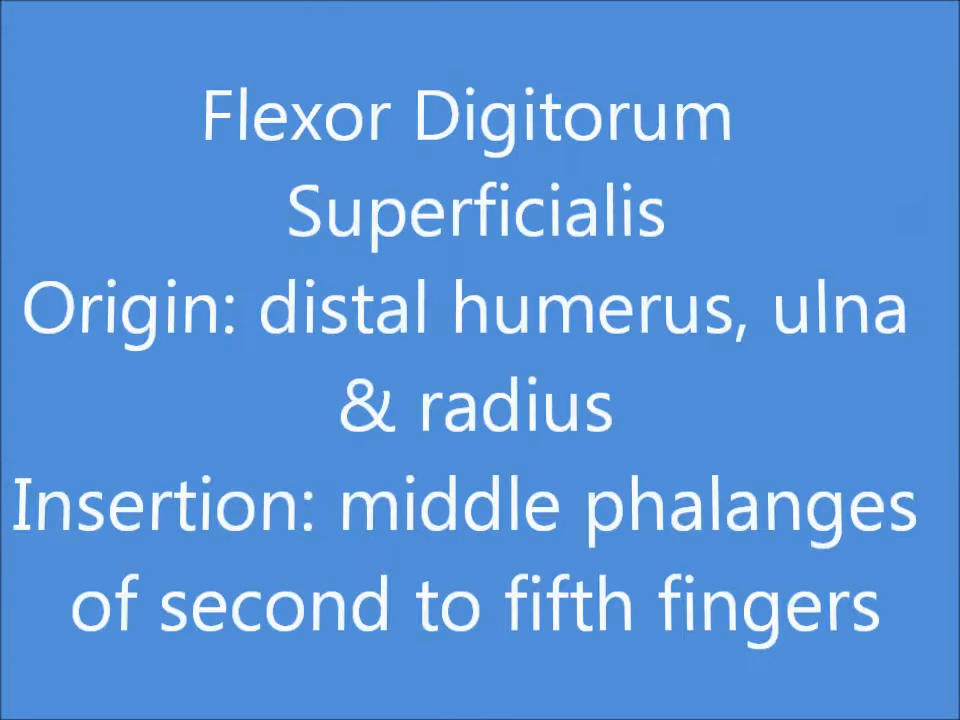 Flexor Digitorum
Superficialis
Origin: distal humerus, ulna
& radius
Insertion: middle phalanges
of second to fifth fingers